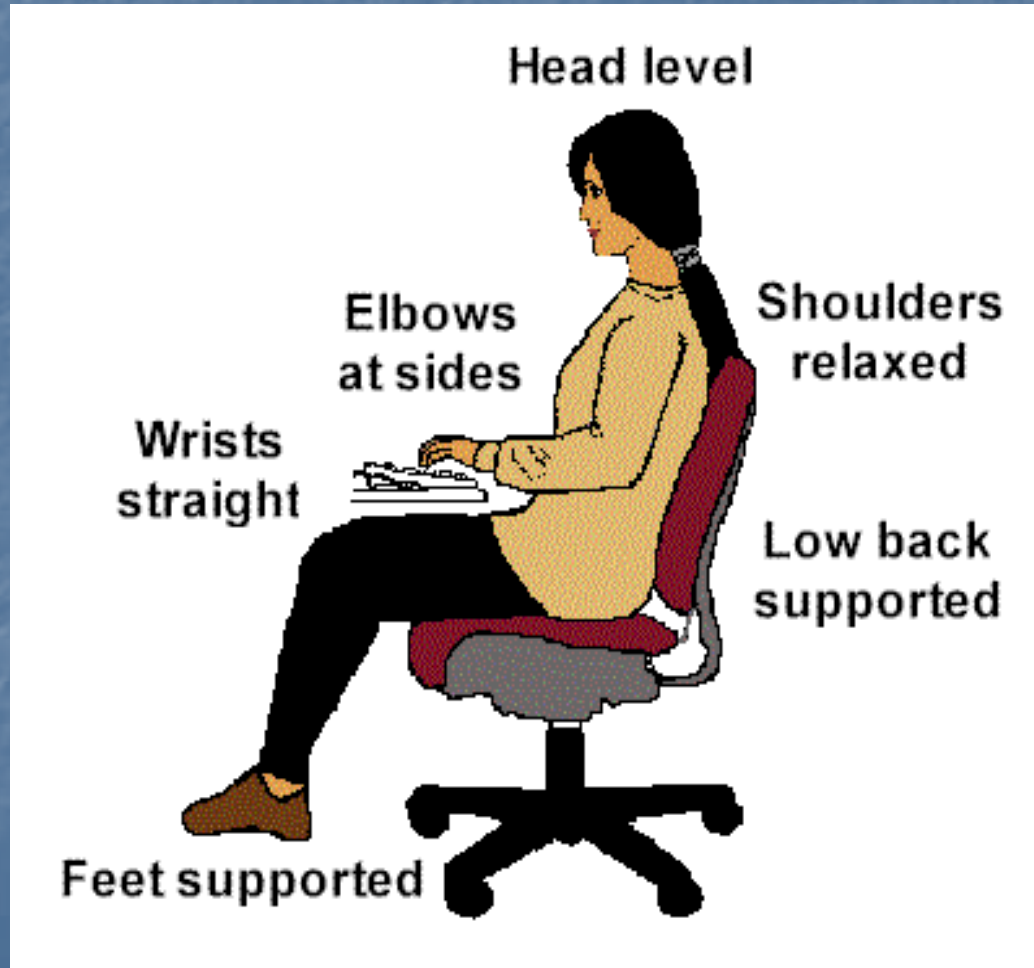 Head level
Elbows
at sides
Shoulders
relaxed
Wrists
straight
Low back
supported
Feet supported